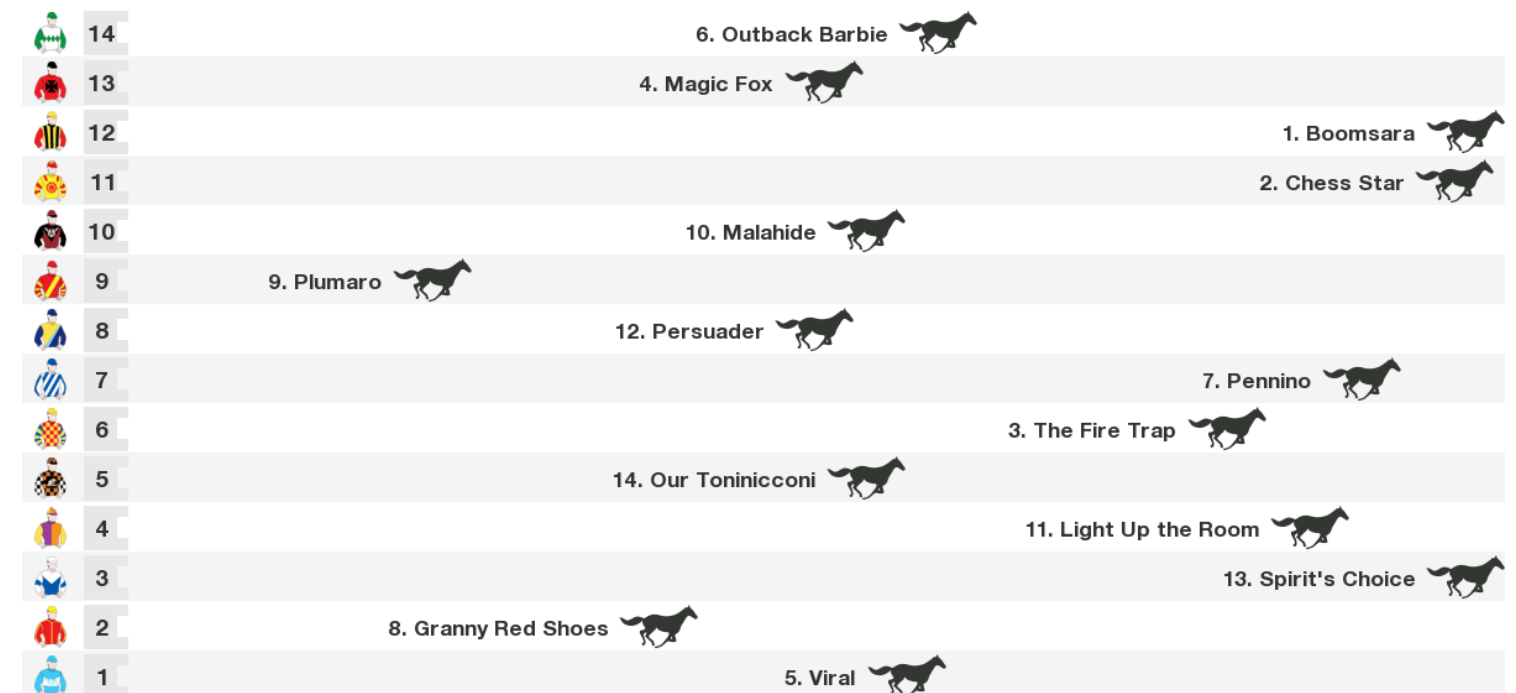 14 6. Outback Barbie
13 4. Magic Fox
12 1. Boomsara
11 2. Chess Star
10 10. Malahide
9 9. Plumaro
8 12. Persuader
7 7. Pennino
6 3. The Fire Trap
5 14. Our Toninicconi
4 11. Light Up the Room
3 13. Spirit's Choice
2 8. Granny Red Shoes
1 5. Viral